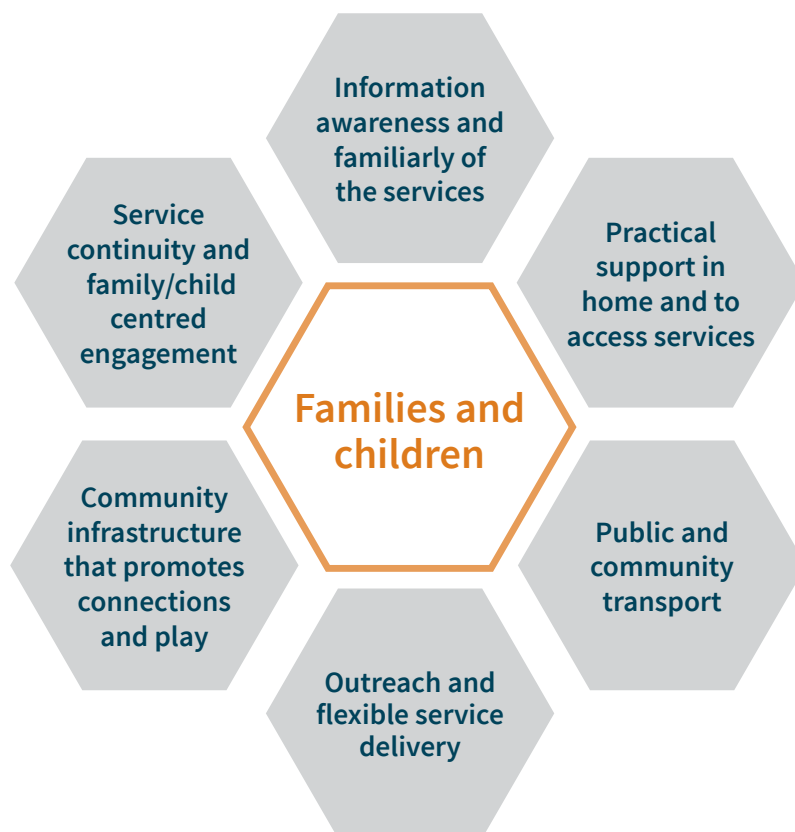 Information
awareness and
familiarly of
the services
Service
continuity and
family/child
centred
engagement
Practical
support in
home and to
access services
Families and
children
Community
infrastructure
that promotes
connections
and play
Public and
community
transport
Outreach and
flexible service
delivery